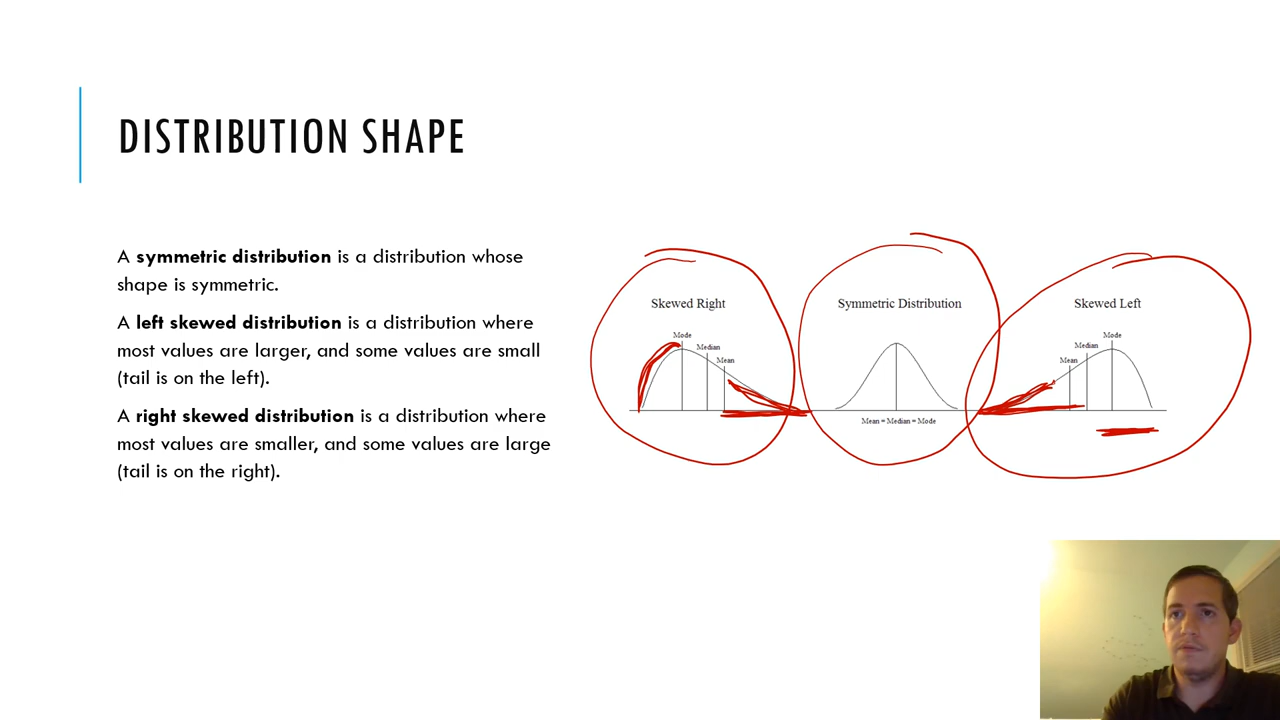 DISTRIBUTION SHAPE
A symmetric distribution is a distribution whose
shape is symmetric.
A left skewed distribution is a distribution where
most values are larger, and some values are small
(tail is on the left).
A right skewed distribution is a distribution where
most values are smaller, and some values are large
(tail is on the right).
Skewed Right
Mode
Median
Mean
Symmetric Distribution
Mean = Median = Mode
Skewed Left
Mode
Median
Mean